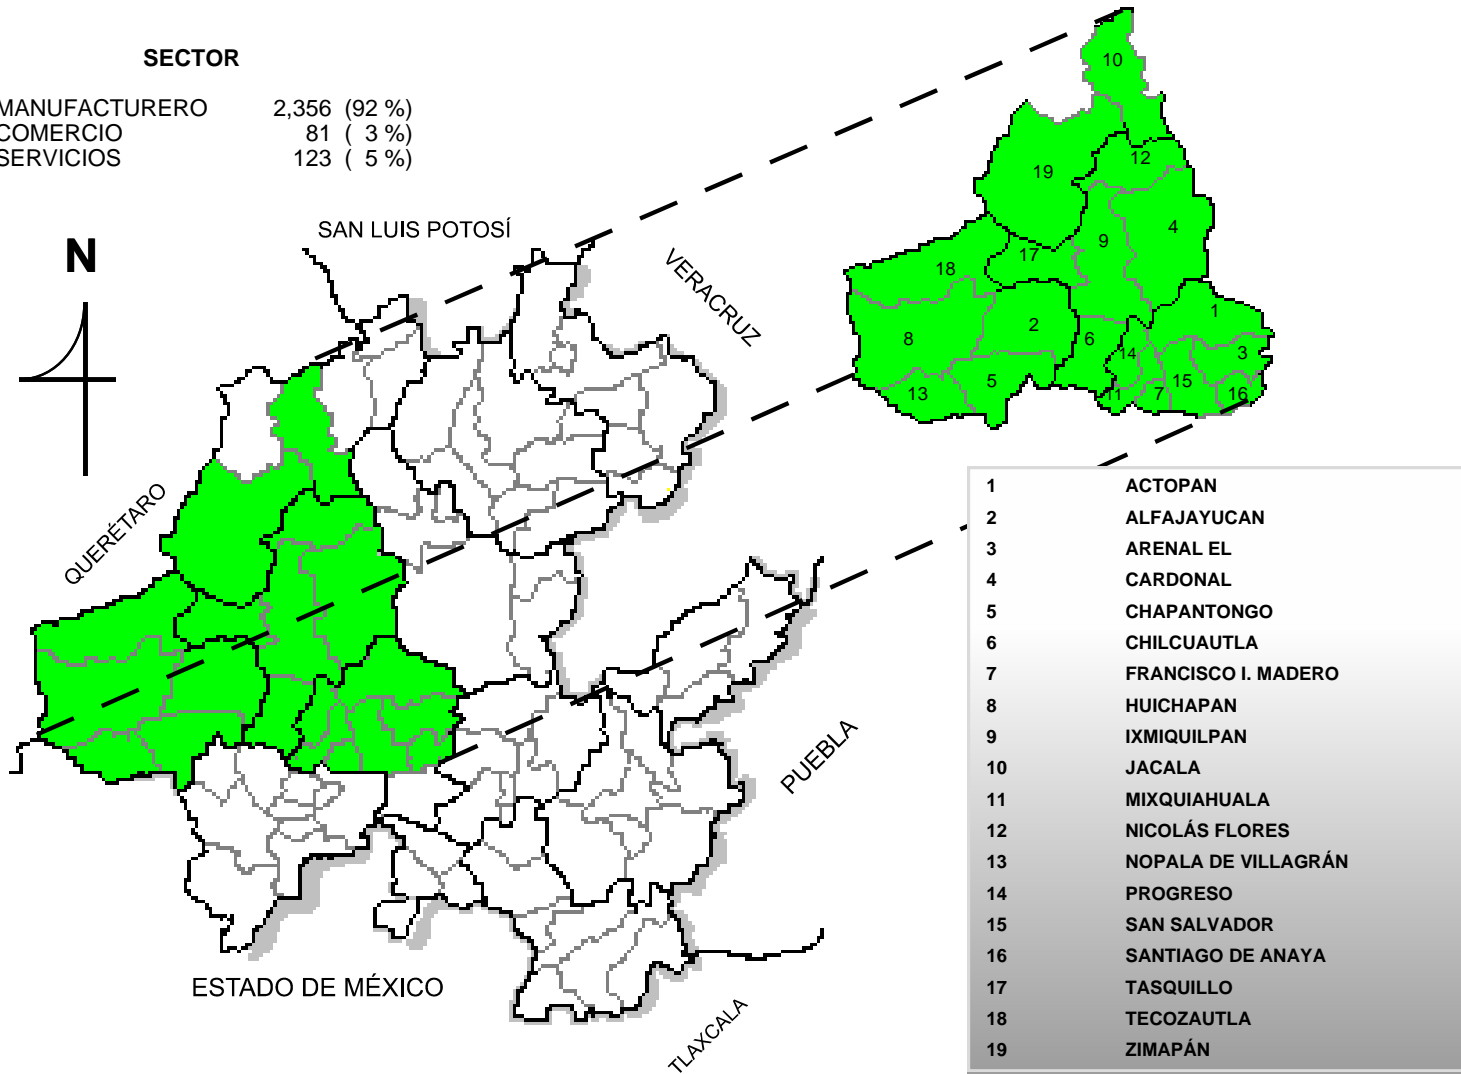 SECTOR
MANUFACTURERO 2,356 (92 %)
COMERCIO 81 ( 3 %)
SERVICIOS 123 ( 5 %)
N
SAN LUIS POTOSÍ
VERACRUZ
QUERÉTARO
PUEBLA
ESTADO DE MÉXICO
TLAXCALA
10
12
19
4
9
17
18
1
2
8
6
14
3
15
5
13
11
7
16
1 ACTOPAN
2 ALFAJAYUCAN
3 ARENAL EL
4 CARDONAL
5 CHAPANTONGO
6 CHILCUAUTLA
7 FRANCISCO I. MADERO
8 HUICHAPAN
9 IXMIQUILPAN
10 JACALA
11 MIXQUIAHUALA
12 NICOLÁS FLORES
13 NOPALA DE VILLAGRÁN
14 PROGRESO
15 SAN SALVADOR
16 SANTIAGO DE ANAYA
17 TASQUILLO
18 TECOZAUTLA
19 ZIMAPÁN